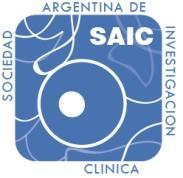 SOCIEDAD
ARGENTINA DE
INVESTIGACION
CLINICA
SAIC